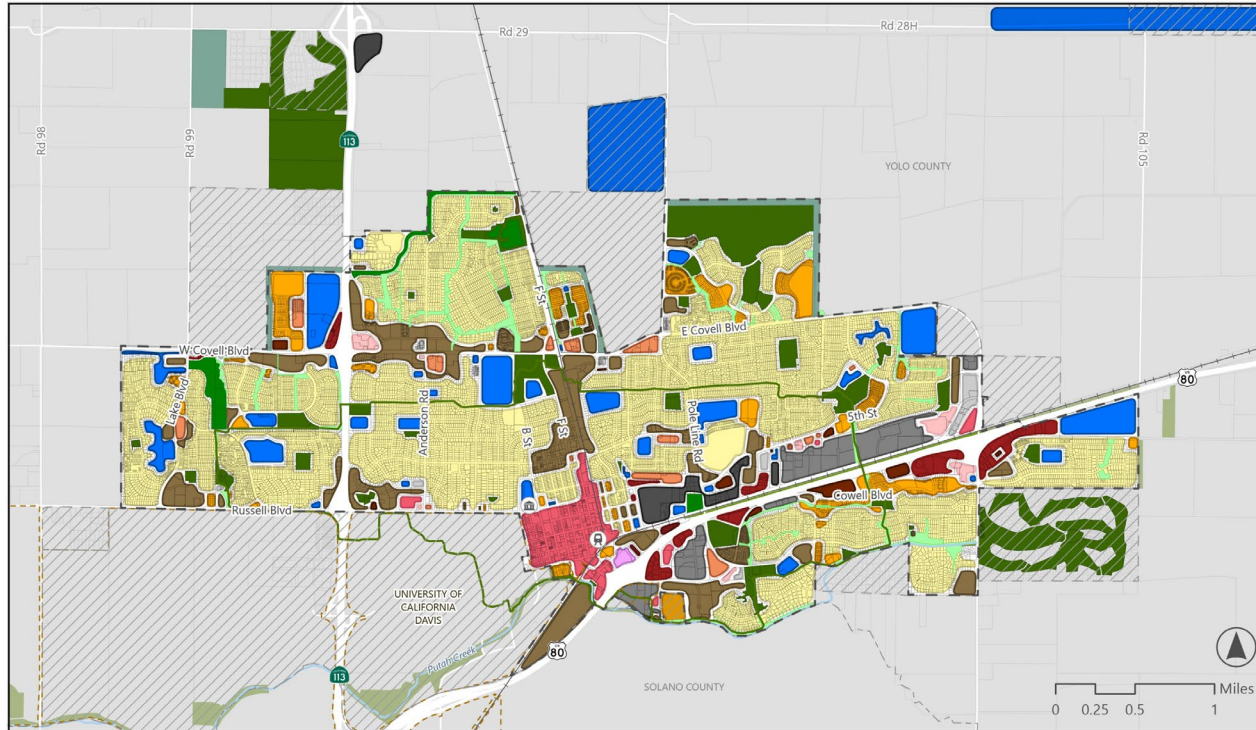 Rd 29
Rd 28H
Rd 98
Rd 99
113
Rd 105
YOLO COUNTY
F St
E Covell Blvd
W Covell Blvd
80
Lake Blvd
Anderson Rd
B St
F St
Pole Line Rd
5th St
Cowell Blvd
Russell Blvd
UNIVERSITY OF
CALIFORNIA
DAVIS
Putah Creek
80
113
SOLANO COUNTY
Miles
0 0.25 0.5 1